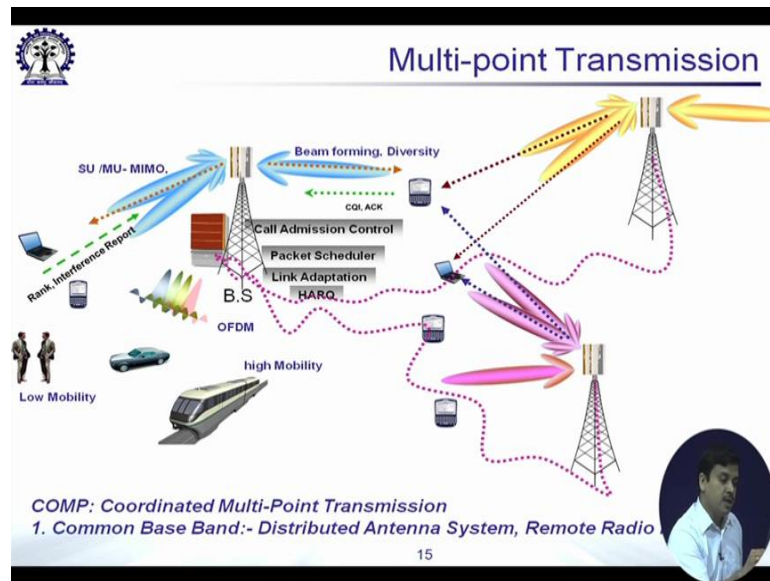 Multi-point Transmission
Beam forming, Diversity
SU /MU- MIMO.
CQI, ACK
Rank, Interference Report
Call Admission Control
Packet Scheduler
Link Adaptation
HARQ
B.S
OFDM
high Mobility
Low Mobility
COMP: Coordinated Multi-Point Transmission
1. Common Base Band:- Distributed Antenna System, Remote Radio
15